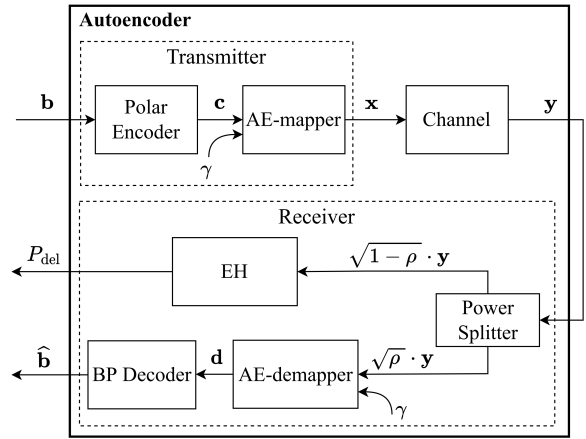 Autoencoder
Transmitter
b
Polar
Encoder
c
AE-mapper
γ
x
Channel
y
Receiver
P_del
EH
√(1 − ρ) · y
Power
Splitter
b̂
BP Decoder
d
AE-demapper
√ρ · y
γ